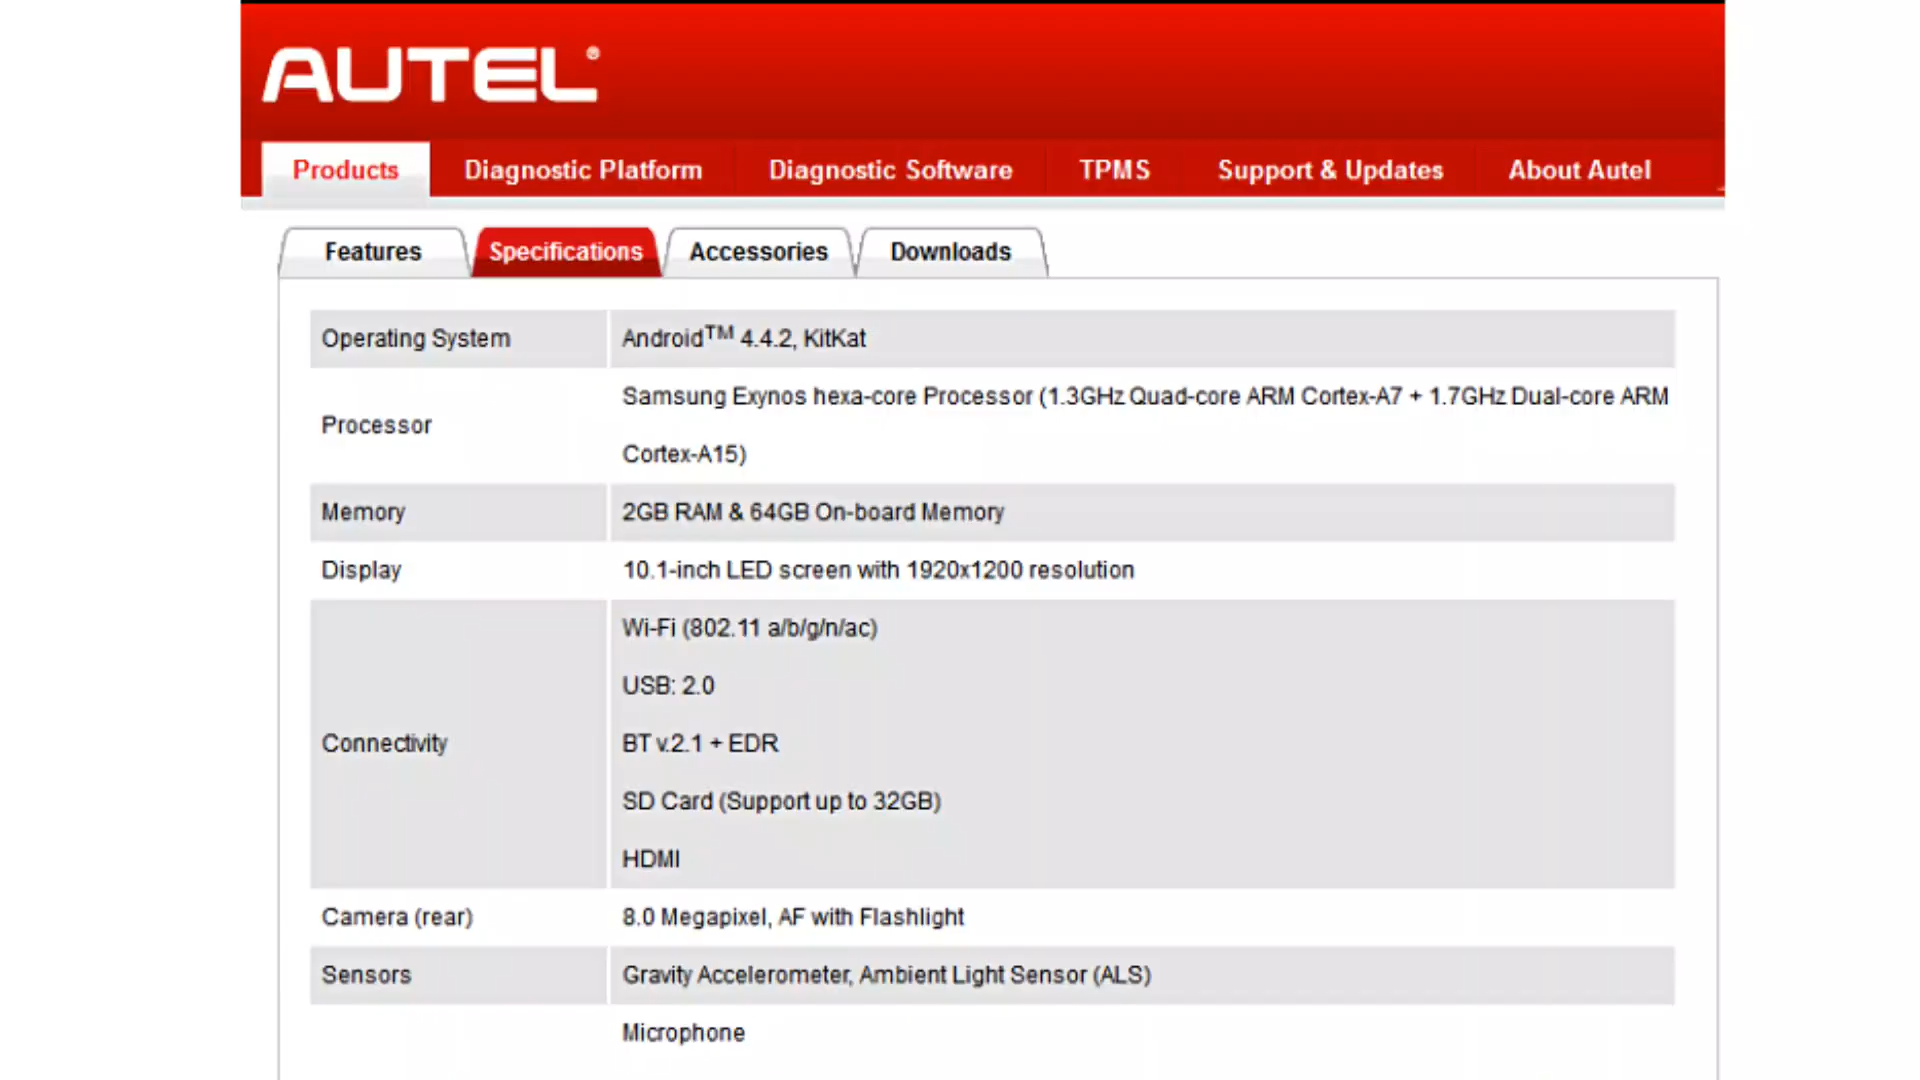 AUTEL®
Products Diagnostic Platform Diagnostic Software TPMS Support & Updates About Autel
Features Specifications Accessories Downloads
Operating System Android™ 4.4.2, KitKat
Processor Samsung Exynos hexa-core Processor (1.3GHz Quad-core ARM Cortex-A7 + 1.7GHz Dual-core ARM
Cortex-A15)
Memory 2GB RAM & 64GB On-board Memory
Display 10.1-inch LED screen with 1920x1200 resolution
Connectivity Wi-Fi (802.11 a/b/g/n/ac)
USB: 2.0
BT v.2.1 + EDR
SD Card (Support up to 32GB)
HDMI
Camera (rear) 8.0 Megapixel, AF with Flashlight
Sensors Gravity Accelerometer, Ambient Light Sensor (ALS)
Microphone